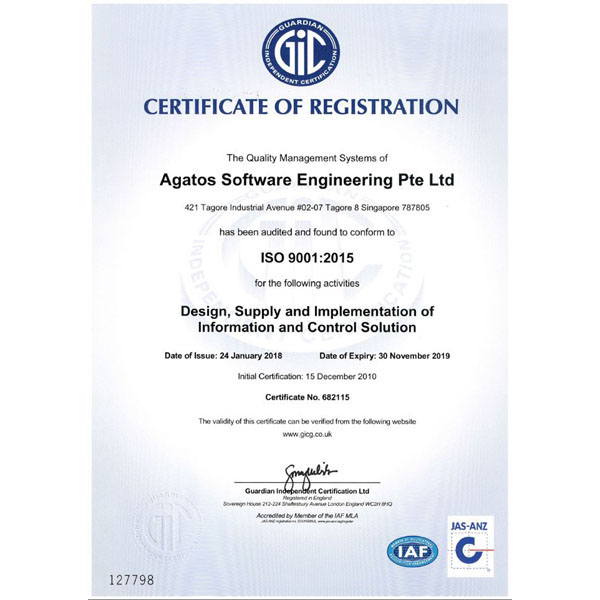 GUARDIAN
GIC
INDEPENDENT CERTIFICATION
CERTIFICATE OF REGISTRATION
The Quality Management Systems of
Agatos Software Engineering Pte Ltd
421 Tagore Industrial Avenue #02-07 Tagore 8 Singapore 787805
has been audited and found to conform to
ISO 9001:2015
for the following activities
Design, Supply and Implementation of
Information and Control Solution
Date of Issue: 24 January 2018 Date of Expiry: 30 November 2019
Initial Certification: 15 December 2010
Certificate No. 682115
The validity of this certificate can be verified from the following website
www.gicg.co.uk
Guardian Independent Certification Ltd
Registered in England
Sovereign House 212-224 Shaftesbury Avenue London England WC2H 8HQ
Accredited by Member of the IAF MLA
IAF
JAS-ANZ
C
127798